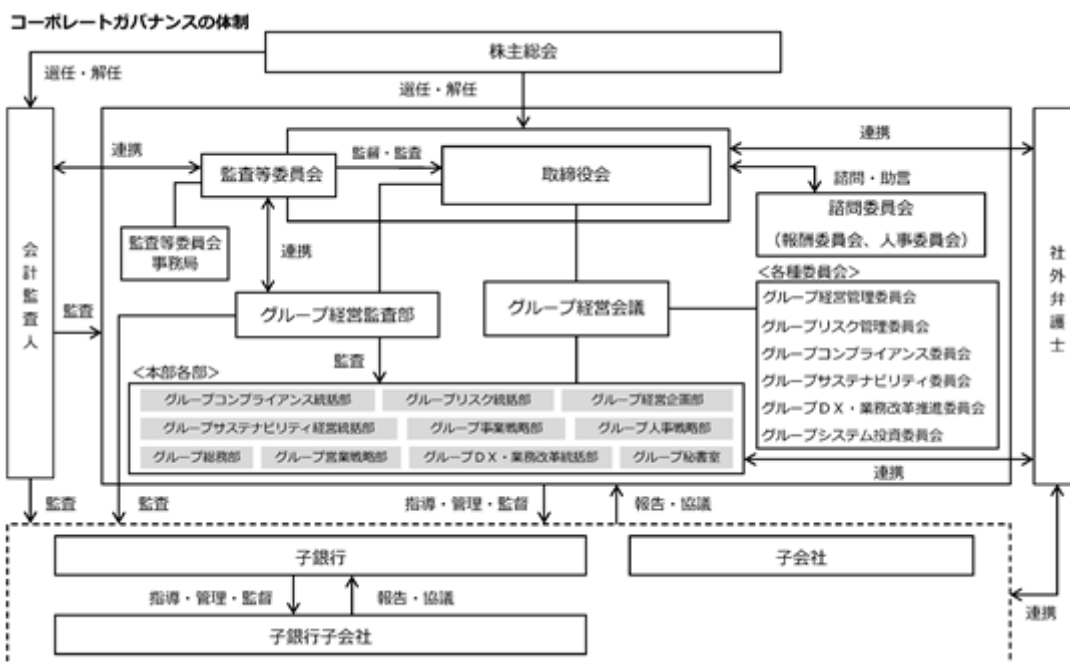 コーポレートガバナンスの体制
株主総会
選任・解任
選任・解任
会計監査人
連携
監査等委員会
監督・監査
取締役会
連携
諮問・助言
諮問委員会
（報酬委員会、人事委員会）
社外弁護士
監査等委員会
事務局
連携
監査
グループ経営監査部
グループ経営会議
＜各種委員会＞
グループ経営管理委員会
グループリスク管理委員会
グループコンプライアンス委員会
グループサステナビリティ委員会
グループＤＸ・業務改革推進委員会
グループシステム投資委員会
監査
＜本部各部＞
グループコンプライアンス統括部
グループリスク統括部
グループ経営企画部
グループサステナビリティ経営統括部
グループ事業戦略部
グループ人事戦略部
グループ総務部
グループ営業戦略部
グループＤＸ・業務改革統括部
グループ秘書室
連携
監査
監査
指導・管理・監督
報告・協議
子銀行
子会社
指導・管理・監督
報告・協議
連携
子銀行子会社